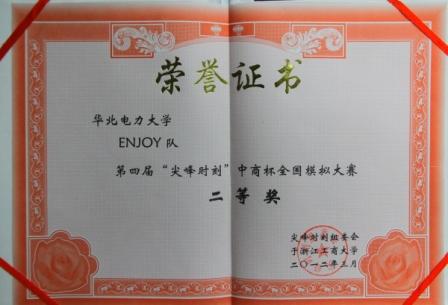 荣誉证书
华北电力大学
ENJOY 队
第四届“尖峰时刻”中商杯全国模拟大赛
二等奖
尖峰时刻组委会
于浙江工商大学
二〇一二年三月